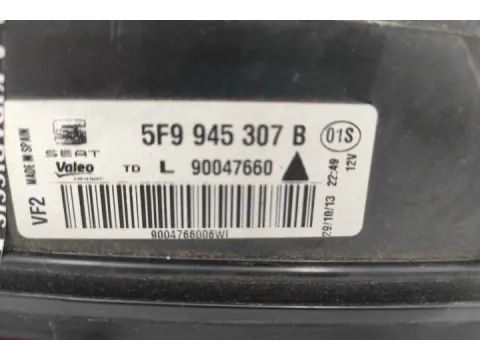 5F9 945 307 B
01S
SEAT
MADE IN SPAIN
Valeo
TD L 90047660
VF2
29/10/13 22:49
12V
9004766006WI